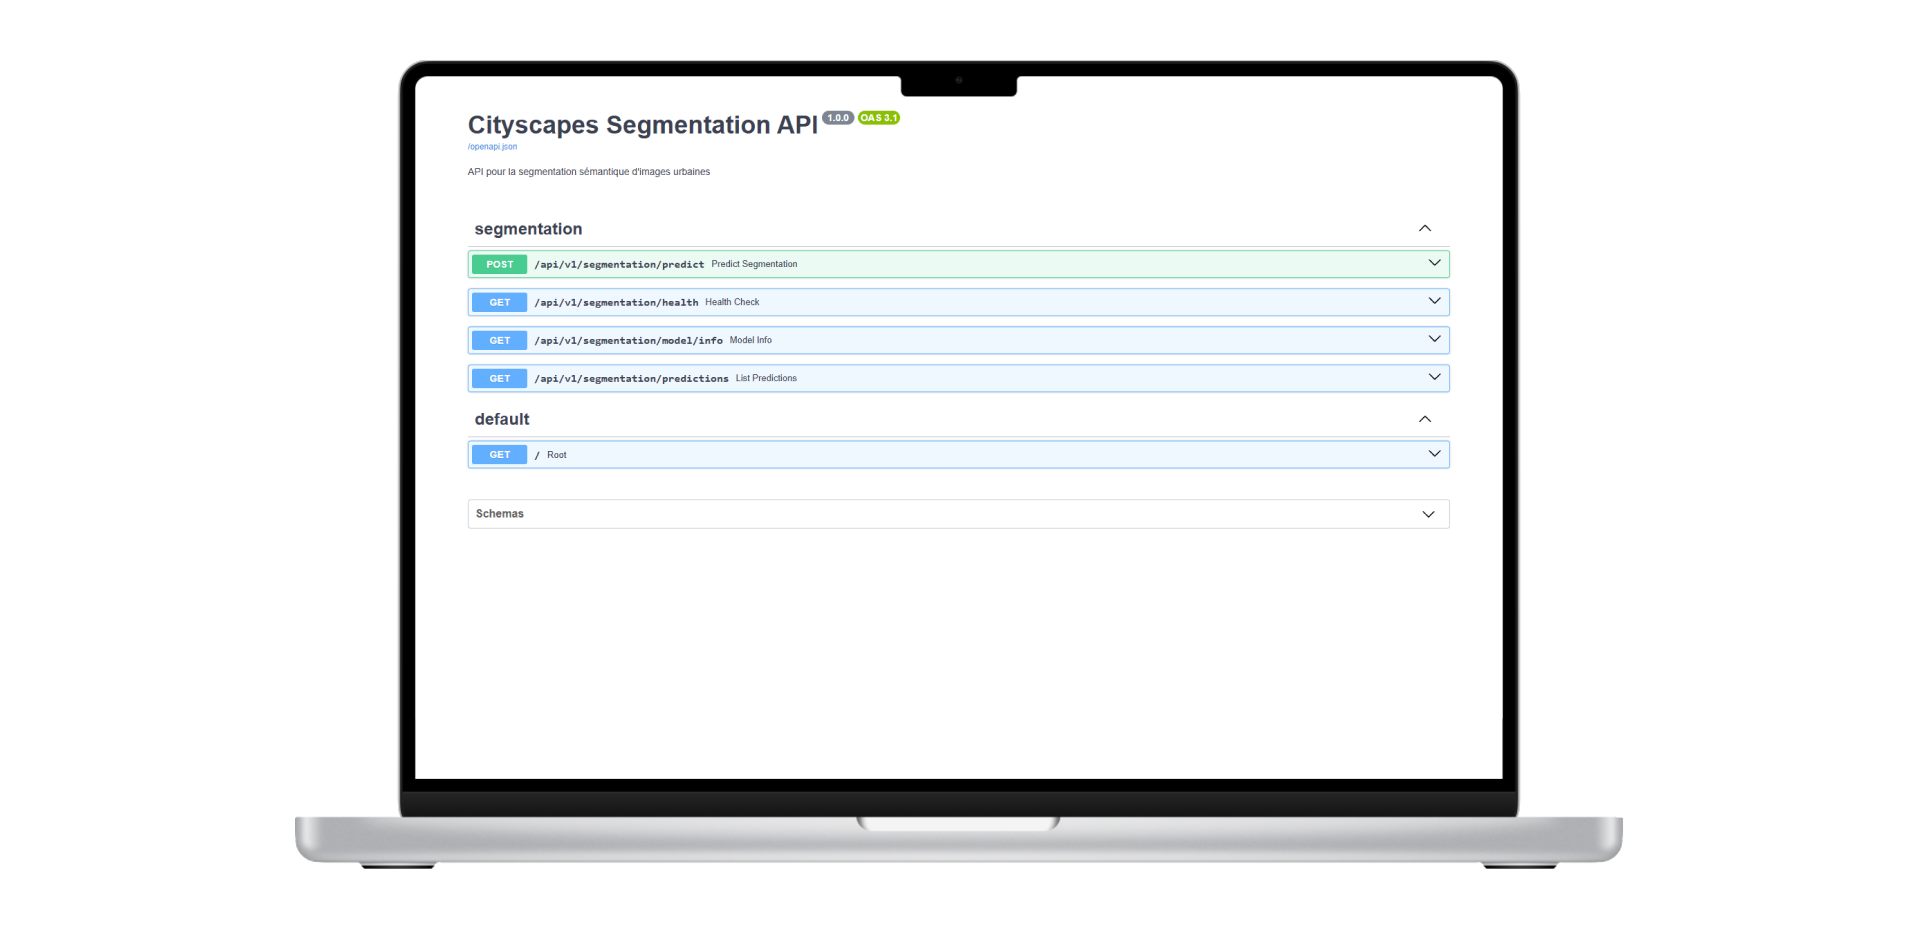 Cityscapes Segmentation API 1.0.0 OAS 3.1
/openapi.json
API pour la segmentation sémantique d'images urbaines
segmentation
POST /api/v1/segmentation/predict Predict Segmentation
GET /api/v1/segmentation/health Health Check
GET /api/v1/segmentation/model/info Model Info
GET /api/v1/segmentation/predictions List Predictions
default
GET / Root
Schemas